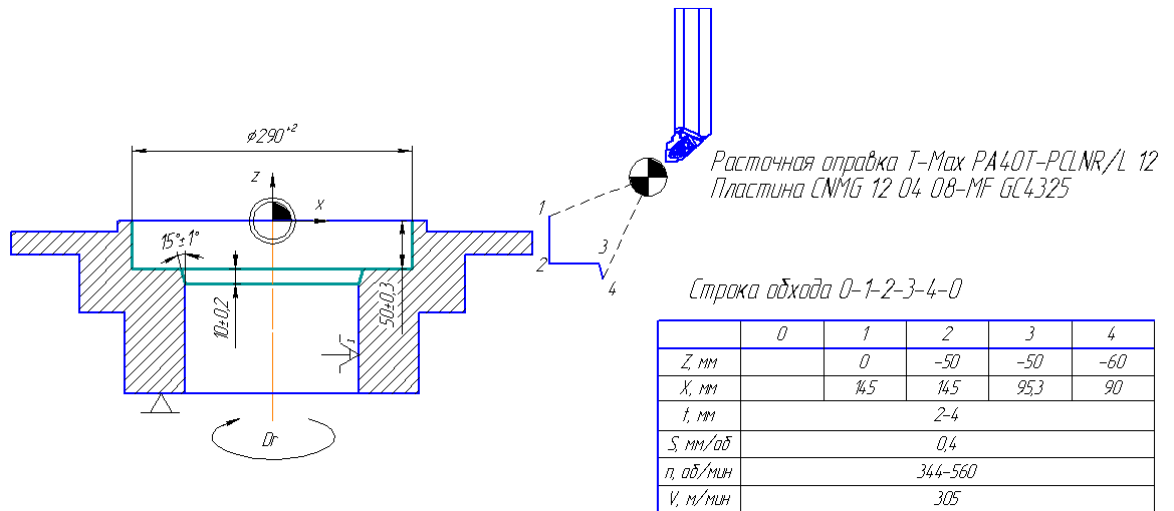 ϕ290⁺²
z
x
15°±1°
10±0,2
50±0,3
Dг
1
2
3
4
Расточная оправка T-Max PA40T-PCLNR/L 12
Пластина CNMG 12 04 08-MF GC4325
Строка обхода 0-1-2-3-4-0
0 1 2 3 4
Z, мм 0 -50 -50 -60
X, мм 145 145 95,3 90
t, мм 2-4
S, мм/об 0,4
n, об/мин 344-560
V, м/мин 305